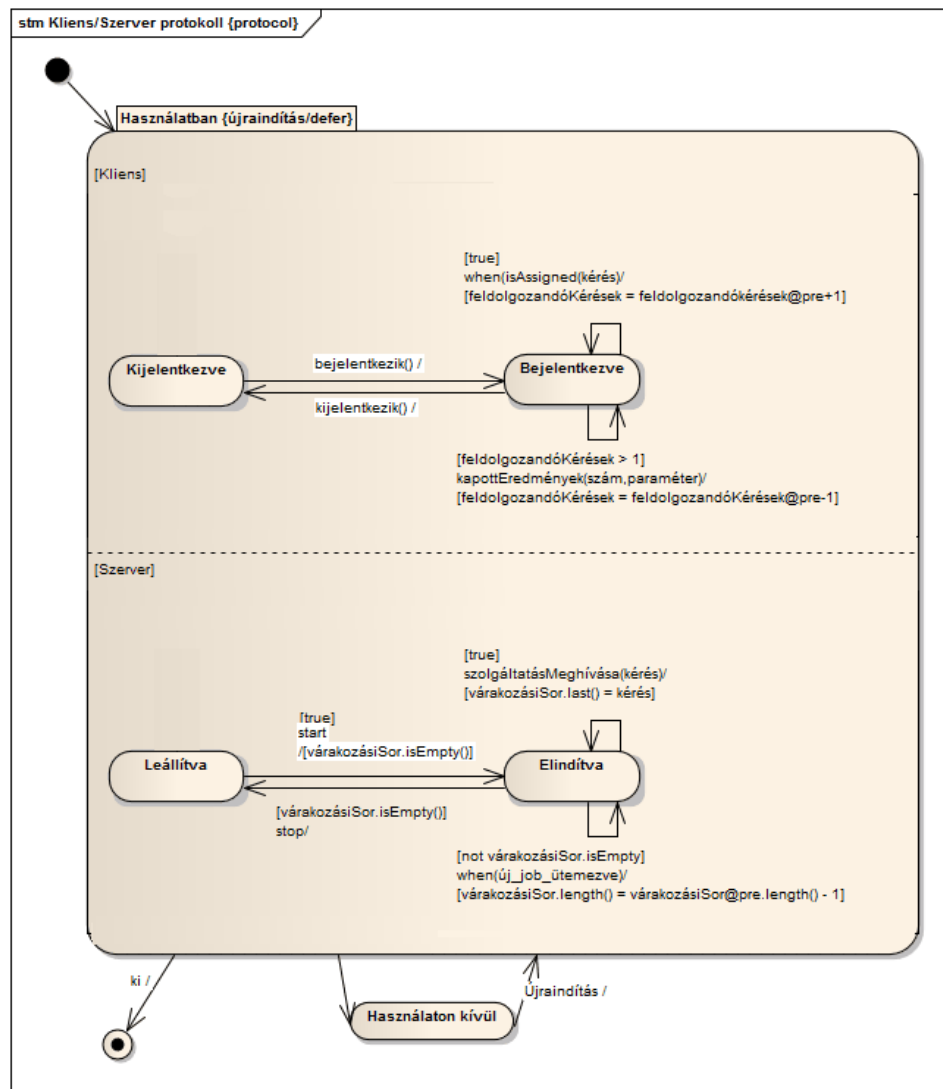 stm Kliens/Szerver protokoll {protocol}
Használatban {újraindítás/defer}
[Kliens]
[true]
when(isAssigned(kérés)/
[feldolgozandóKérések = feldolgozandókérések@pre+1]
Kijelentkezve
bejelentkezik() /
Bejelentkezve
kijelentkezik() /
[feldolgozandóKérések > 1]
kapottEredmények(szám,paraméter)/
[feldolgozandóKérések = feldolgozandóKérések@pre-1]
[Szerver]
[true]
szolgáltatásMeghívása(kérés)/
[várakozásiSor.last() = kérés]
[true]
start
/[várakozásiSor.isEmpty()]
Leállítva
Elindítva
[várakozásiSor.isEmpty()]
stop/
[not várakozásiSor.isEmpty]
when(új_job_ütemezve)/
[várakozásiSor.length() = várakozásiSor@pre.length() - 1]
ki /
Újraindítás /
Használaton kívül